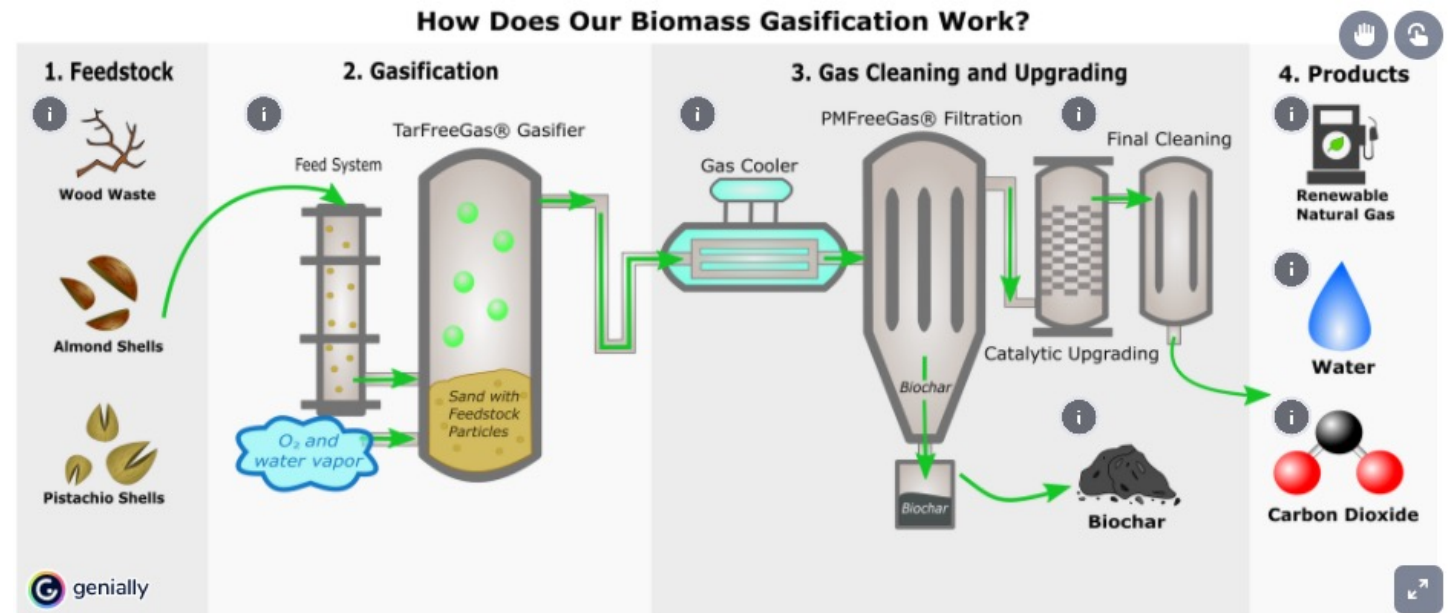 How Does Our Biomass Gasification Work?
1. Feedstock
i
Wood Waste
Almond Shells
Pistachio Shells
2. Gasification
i
TarFreeGas® Gasifier
Feed System
Sand with
Feedstock
Particles
O₂ and
water vapor
3. Gas Cleaning and Upgrading
i
Gas Cooler
PMFreeGas® Filtration
i
Final Cleaning
Catalytic Upgrading
Biochar
Biochar
i
Biochar
4. Products
i
Renewable
Natural Gas
i
Water
i
Carbon Dioxide
G genially